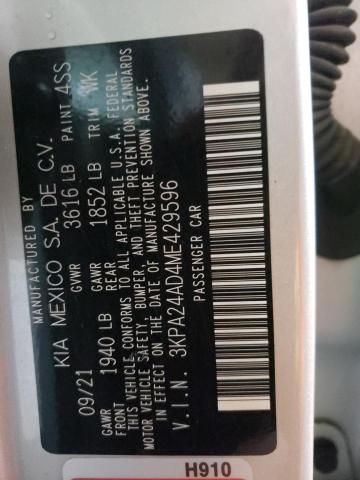 MANUFACTURED BY
KIA MEXICO S.A. DE C.V.
09/21 GVWR 3616 LB PAINT 4SS
GAWR FRONT 1940 LB GAWR REAR 1852 LB TRIM WK
THIS VEHICLE CONFORMS TO ALL APPLICABLE U.S.A. FEDERAL
MOTOR VEHICLE SAFETY, BUMPER, AND THEFT PREVENTION STANDARDS
IN EFFECT ON THE DATE OF MANUFACTURE SHOWN ABOVE.
V.I.N. 3KPA24AD4ME429596
PASSENGER CAR
H910